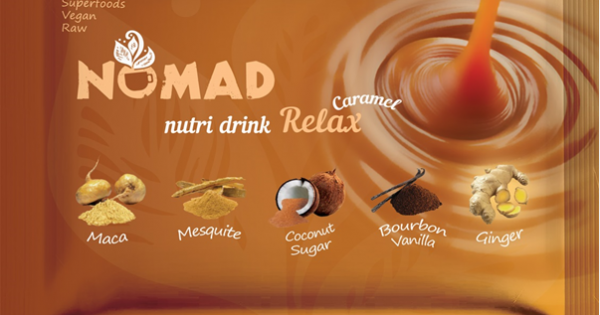 Superfoods
Vegan
Raw
NOMAD
nutri drink Relax
Caramel
Maca
Mesquite
Coconut
Sugar
Bourbon
Vanilla
Ginger